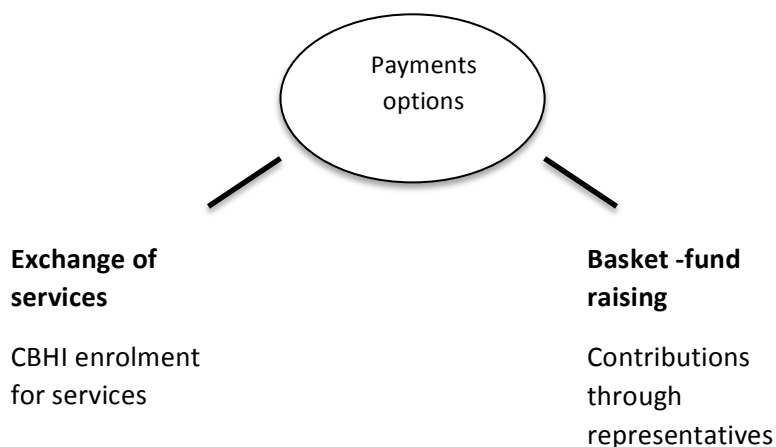 Payments
options
Exchange of
services
CBHI enrolment
for services
Basket -fund
raising
Contributions
through
representatives